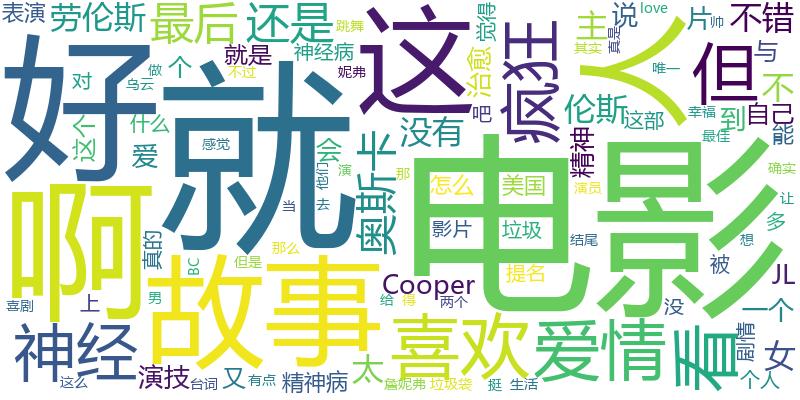 表演
劳伦斯
最后
还是
跳舞
觉得
主
说
love
片
帅
不错
好
就
就是
神经病
这
疯狂
其实
真是
人
但
与
对
个
做
不过
妮弗
治愈
唯一
不
这个
乌云
什么
吧
伦斯
这部
到
自己
幸福
能
爱
感觉
会
奥斯卡
没有
精神
最佳
啊
他们
演
那
怎么
美国
演员
电影
确实
真的
当
去
影片
垃圾
让
故事
BC
但是
那么
结尾
想
多
提名
被
JL
喜剧
上
男
给
得
两个
Cooper
没
一个
神经
喜欢
爱情
看
剧情
女
这么
演技
台词
又
有点
精神病
太
詹妮弗
垃圾袋
挺
生活
个人